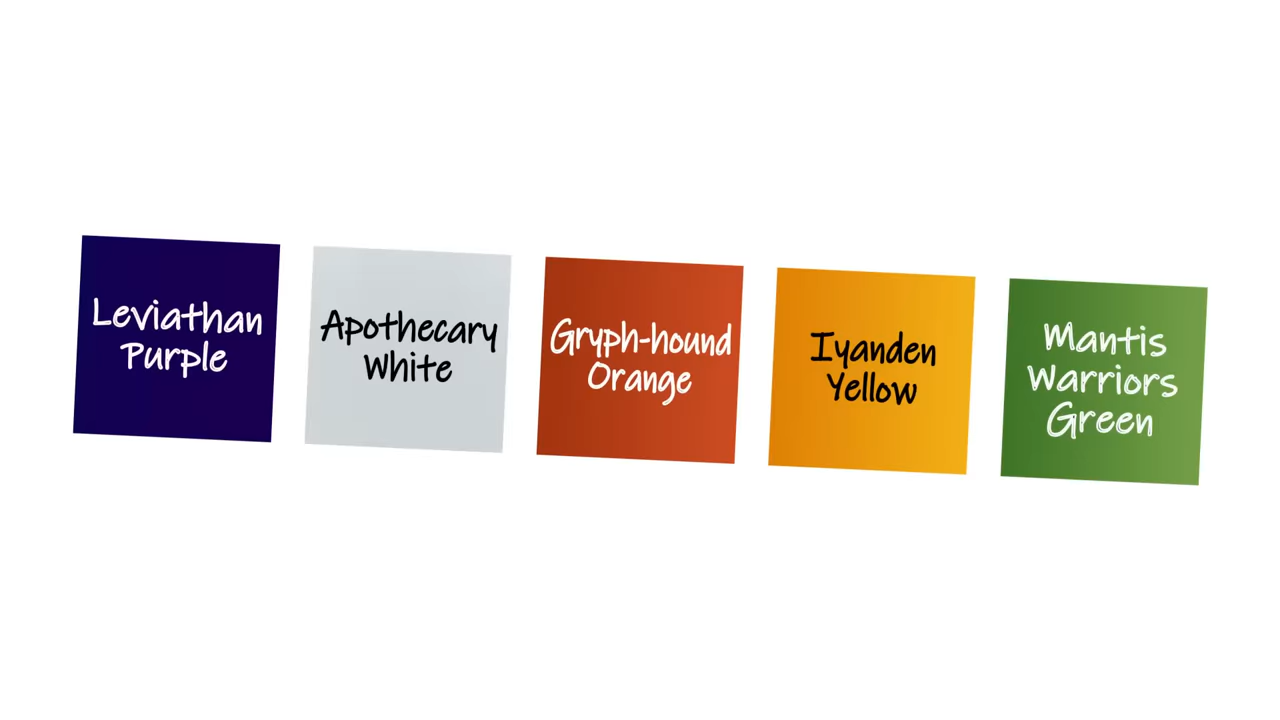 Leviathan
Purple
Apothecary
White
Gryph-hound
Orange
Iyanden
Yellow
Mantis
Warriors
Green